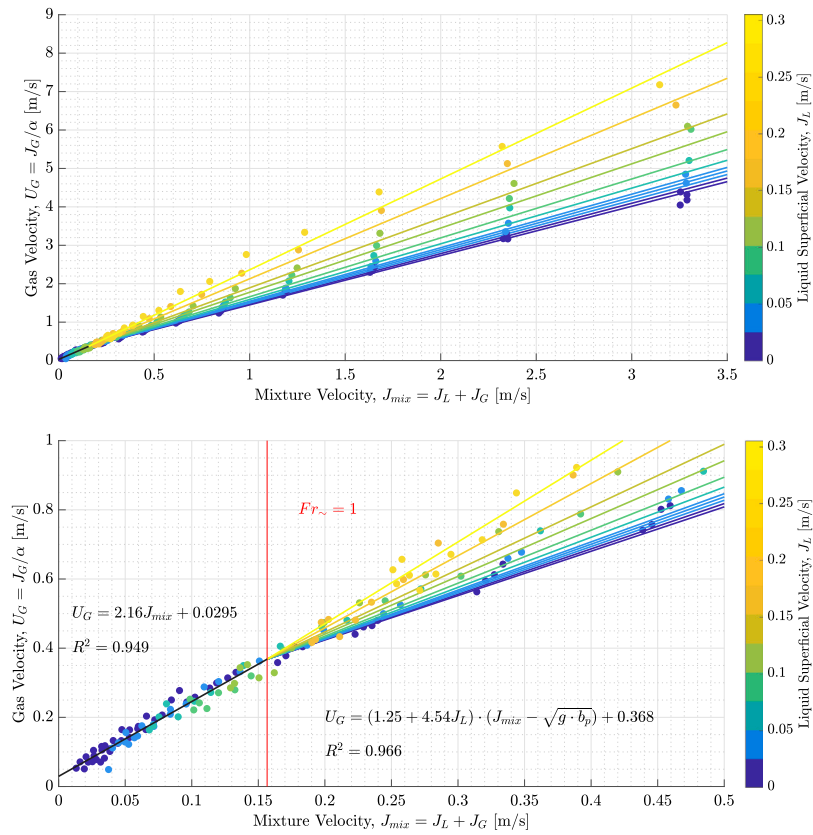 9
8
7
6
5
4
3
2
1
0
Gas Velocity, U_G = J_G/α [m/s]
0 0.5 1 1.5 2 2.5 3 3.5
Mixture Velocity, J_mix = J_L + J_G [m/s]
0.3
0.25
0.2
0.15
0.1
0.05
0
Liquid Superficial Velocity, J_L [m/s]
1
0.8
0.6
0.4
0.2
0
Gas Velocity, U_G = J_G/α [m/s]
Fr_∼ = 1
U_G = 2.16J_mix + 0.0295
R² = 0.949
U_G = (1.25 + 4.54J_L) · (J_mix − √(g · b_p)) + 0.368
R² = 0.966
0 0.05 0.1 0.15 0.2 0.25 0.3 0.35 0.4 0.45 0.5
Mixture Velocity, J_mix = J_L + J_G [m/s]
0.3
0.25
0.2
0.15
0.1
0.05
0
Liquid Superficial Velocity, J_L [m/s]